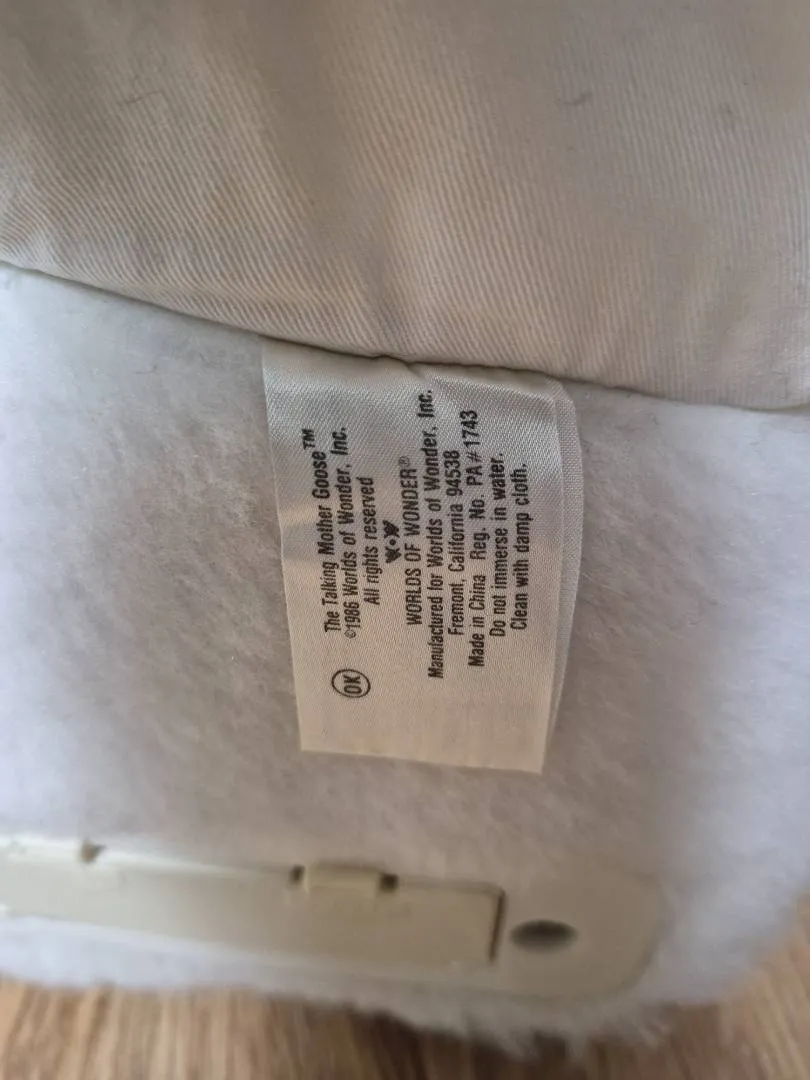 The Talking Mother Goose™
©1986 Worlds of Wonder, Inc.
All rights reserved
WORLDS OF WONDER®
Manufactured for Worlds of Wonder, Inc.
Fremont, California 94538
Made in China Reg. No. PA # 1743
Do not immerse in water.
Clean with damp cloth.
OK